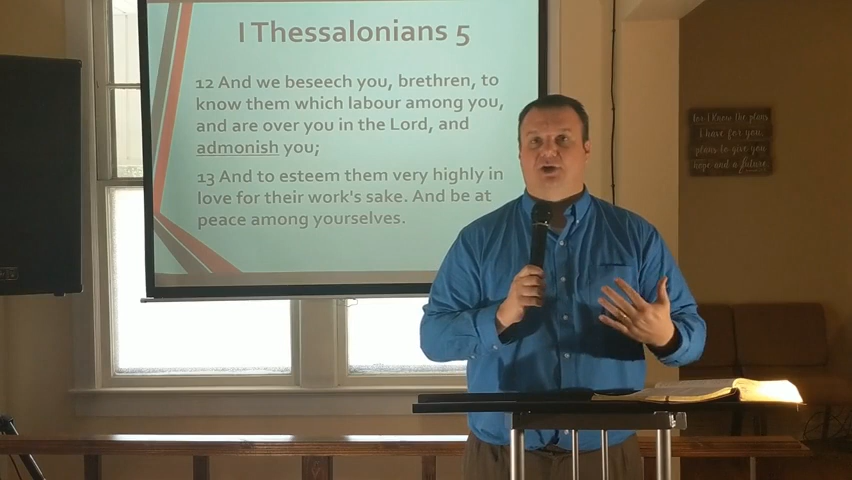 I Thessalonians 5
12 And we beseech you, brethren, to
know them which labour among you,
and are over you in the Lord, and
admonish you;
13 And to esteem them very highly in
love for their work's sake. And be at
peace among yourselves.
For I know the plans
I have for you,
plans to give you
hope and a future